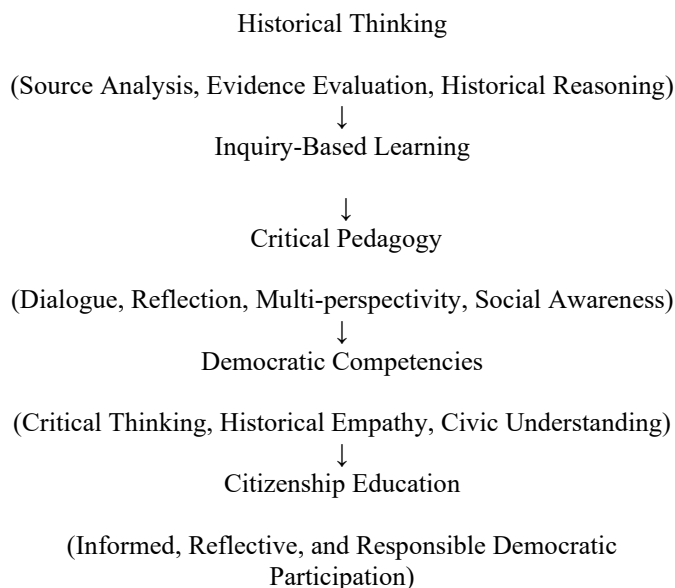 Historical Thinking
(Source Analysis, Evidence Evaluation, Historical Reasoning)
↓
Inquiry-Based Learning
↓
Critical Pedagogy
(Dialogue, Reflection, Multi-perspectivity, Social Awareness)
↓
Democratic Competencies
(Critical Thinking, Historical Empathy, Civic Understanding)
↓
Citizenship Education
(Informed, Reflective, and Responsible Democratic
Participation)